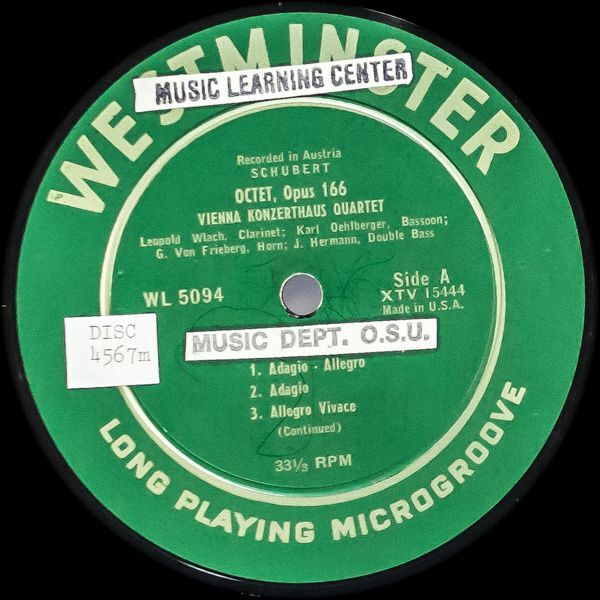 WESTMINSTER
MUSIC LEARNING CENTER
Recorded in Austria
SCHUBERT
OCTET, Opus 166
VIENNA KONZERTHAUS QUARTET
Leopold Wlach, Clarinet; Karl Oehlberger, Bassoon;
G. Von Frieberg, Horn; J. Hermann, Double Bass
WL 5094
Side A
XTV 15444
Made in U.S.A.
DISC
4567m
MUSIC DEPT. O.S.U.
1. Adagio - Allegro
2. Adagio
3. Allegro Vivace
(Continued)
33⅓ RPM
LONG PLAYING MICROGROOVE